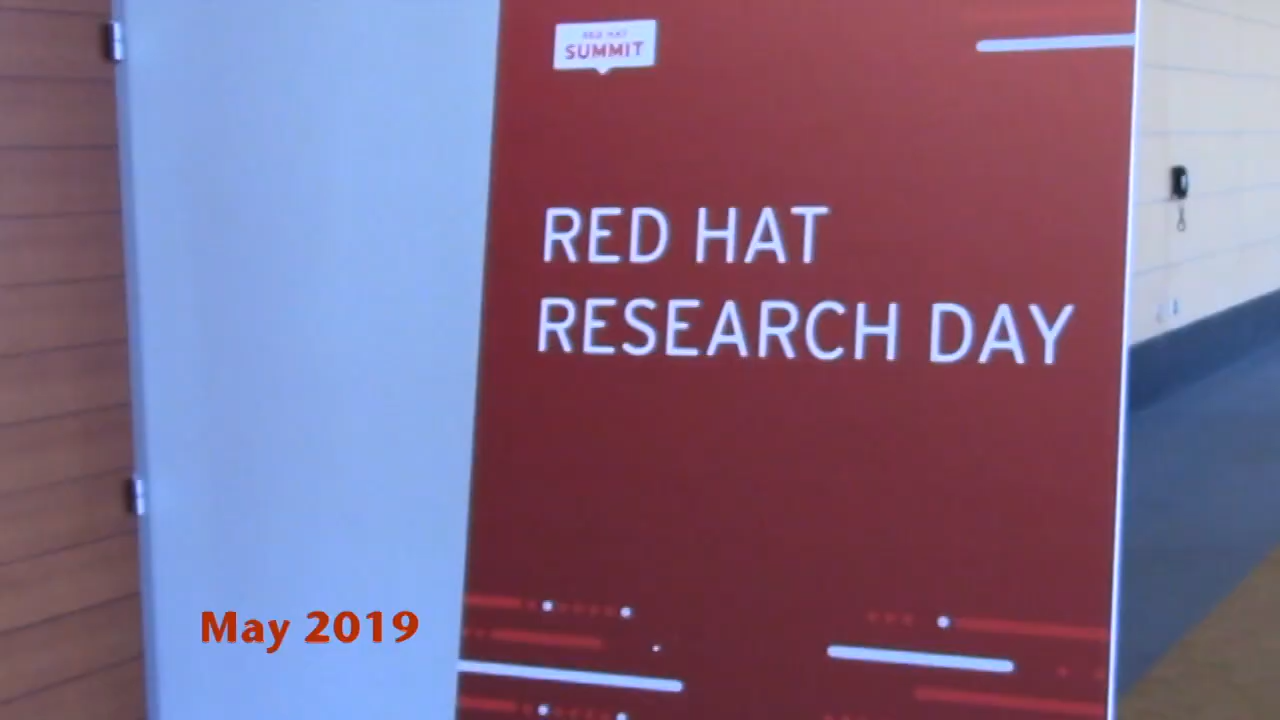 RED HAT
SUMMIT
RED HAT
RESEARCH DAY
May 2019